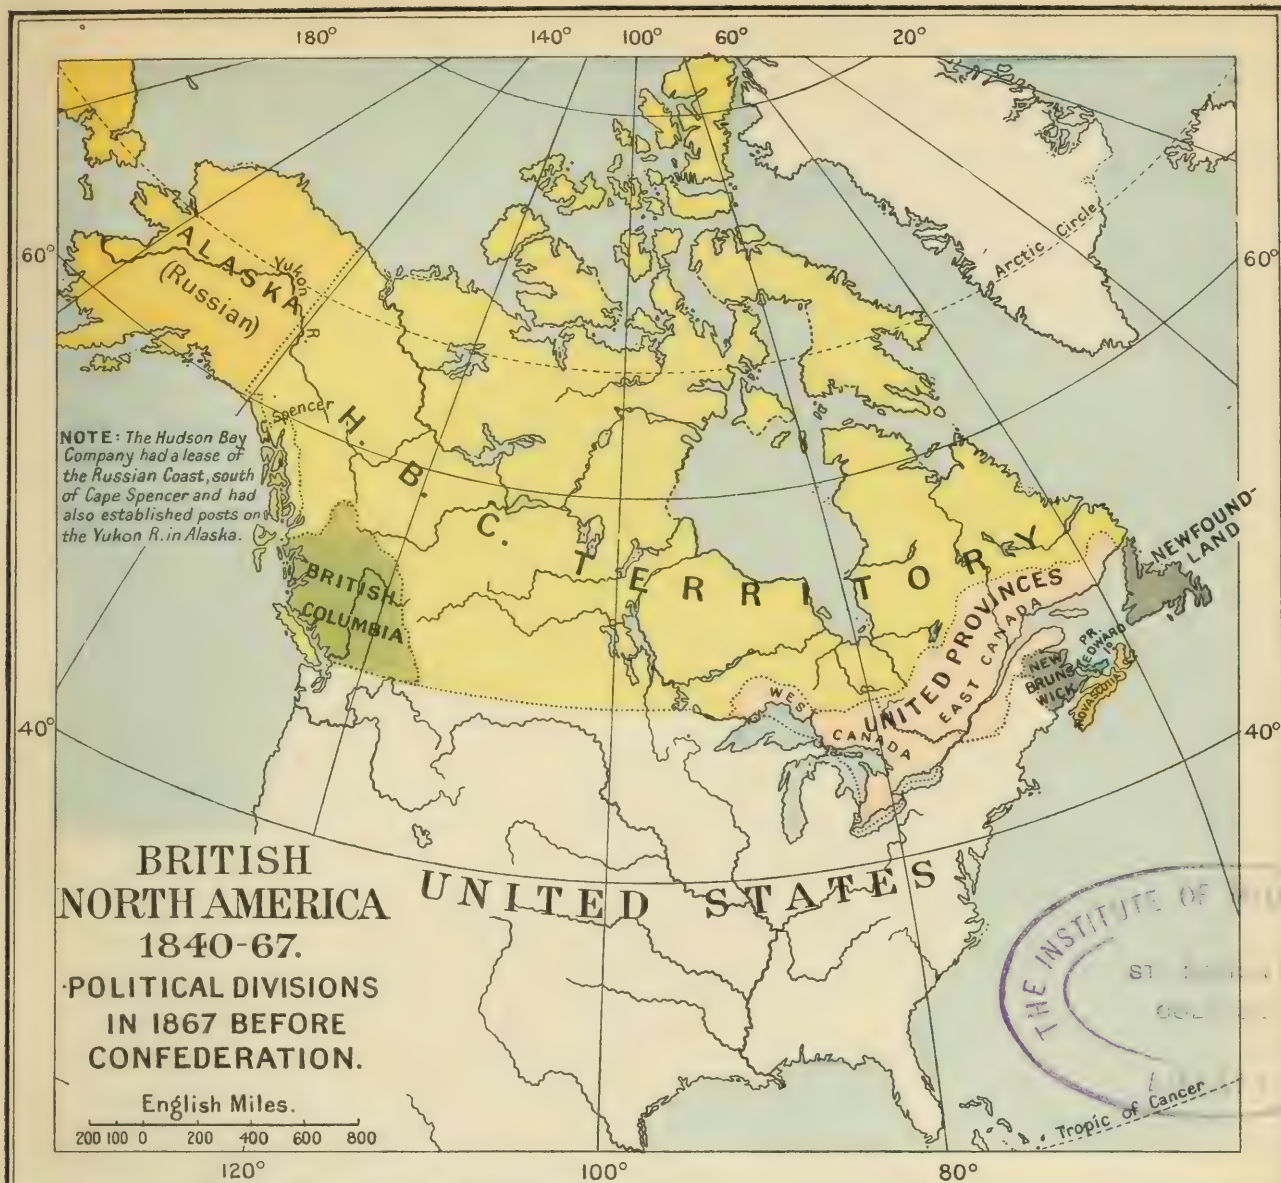 180° 140° 100° 60° 20°
60°
60°
ALASKA
(Russian)
Yukon R.
Arctic Circle
C. Spencer
NOTE: The Hudson Bay
Company had a lease of
the Russian Coast, south
of Cape Spencer and had
also established posts on
the Yukon R. in Alaska.
H. B. C. TERRITORY
NEWFOUND-
LAND
BRITISH
COLUMBIA
UNITED PROVINCES
EAST CANADA
WEST
CANADA
PR.
EDWARD
I?
NEW
BRUNS
WICK
NOVA SCOTIA
40°
40°
UNITED STATES
BRITISH
NORTH AMERICA
1840-67.
POLITICAL DIVISIONS
IN 1867 BEFORE
CONFEDERATION.
English Miles.
200 100 0 200 400 600 800
THE INSTITUTE OF
ST
Tropic of Cancer
120° 100° 80°